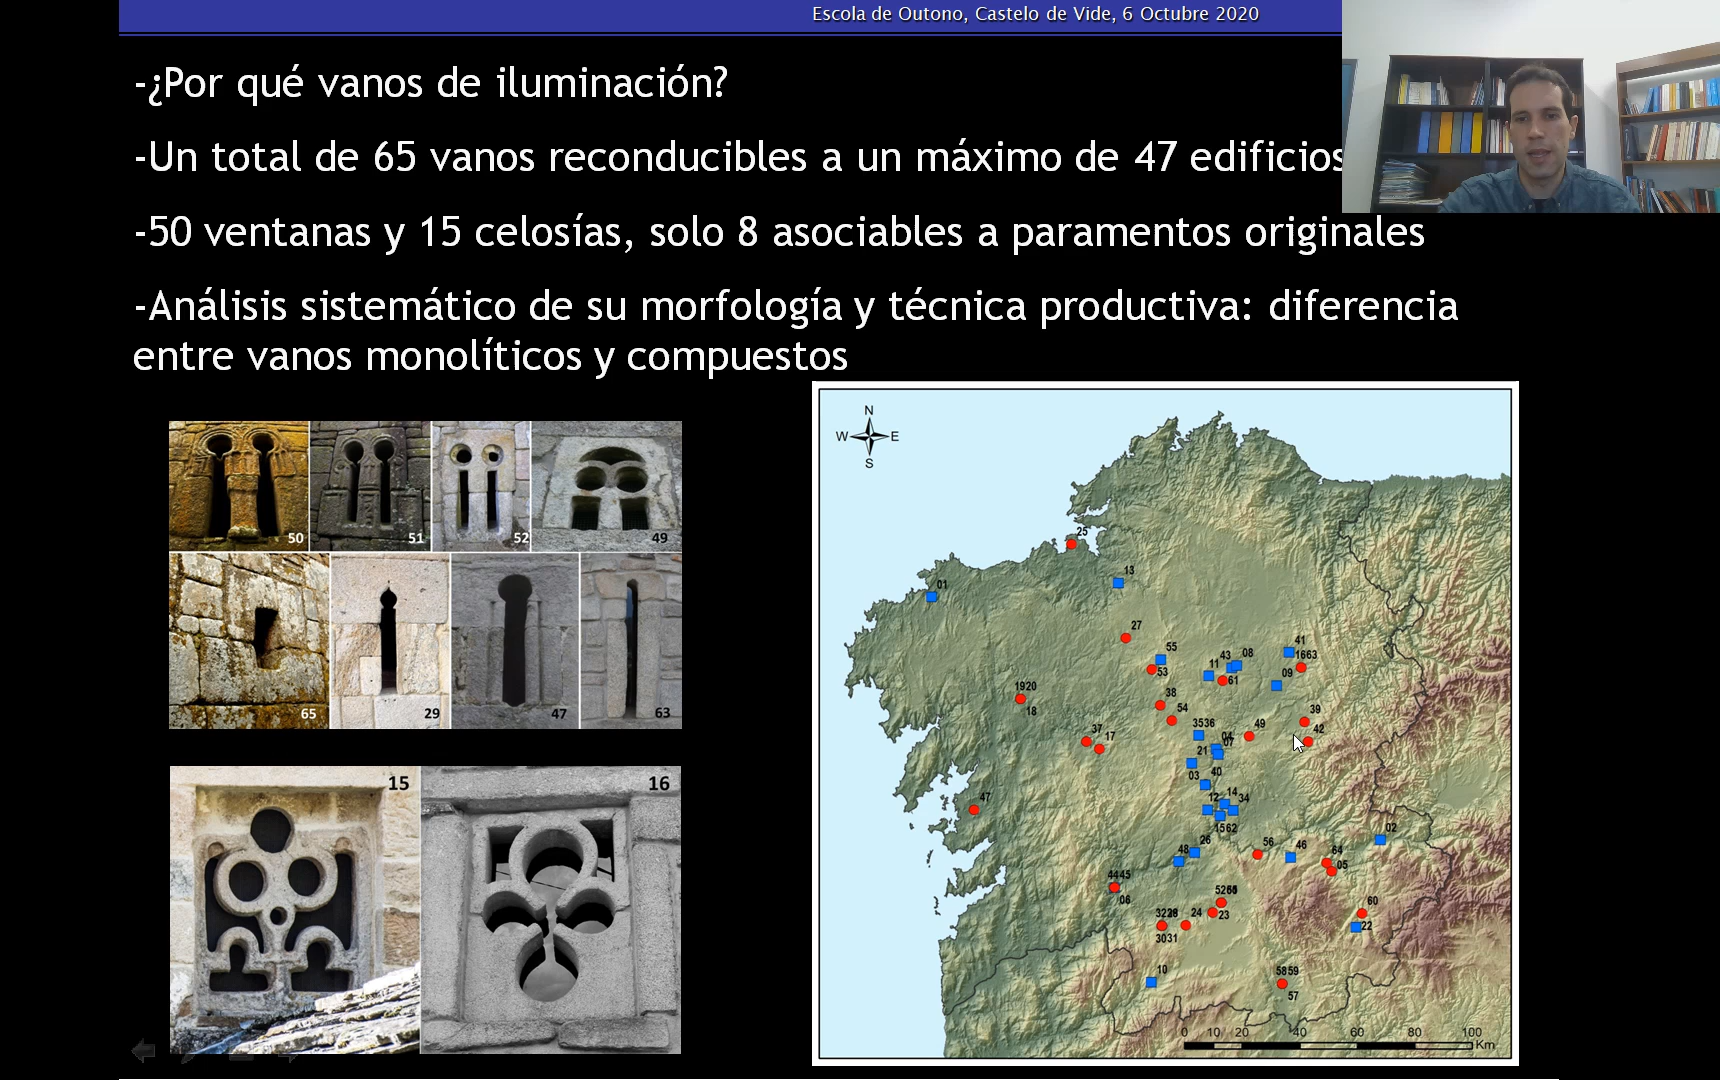 Escola de Outono, Castelo de Vide, 6 Octubre 2020
-¿Por qué vanos de iluminación?
-Un total de 65 vanos reconducibles a un máximo de 47 edificios
-50 ventanas y 15 celosías, solo 8 asociables a paramentos originales
-Análisis sistemático de su morfología y técnica productiva: diferencia
entre vanos monolíticos y compuestos
50 51 52 49
65 29 47 63
15 16
N
W E
S
25
13
01
27
41
55 43 08 1663
11
53 61 09
1920 38
18 54 39
3536 49 42
37 17 04
07
21
03 40
47 14
12 34
1562 02
26 56 46 64
48 05
4445
06 52
60
24 23 22
3031
10 5859
57
0 10 20 40 60 80 100
Km